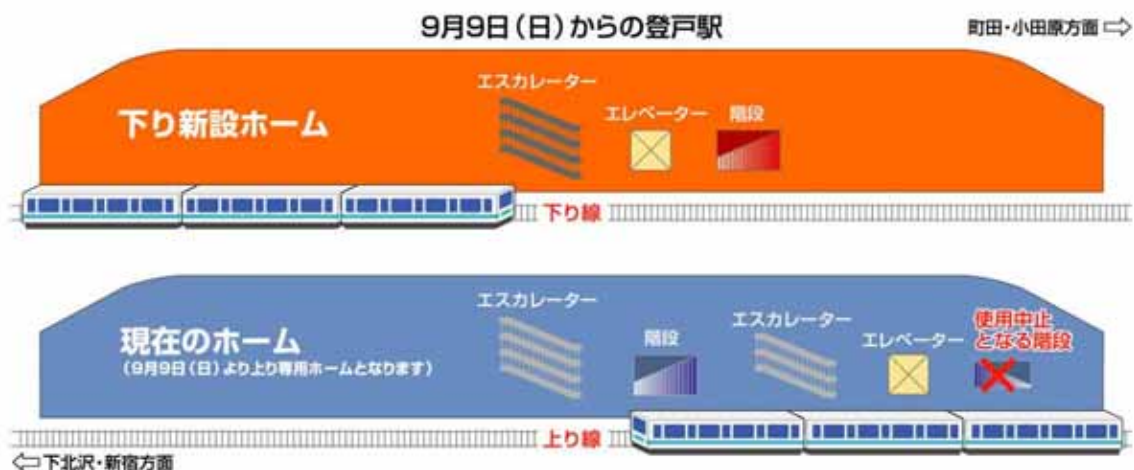 9月9日(日)からの登戸駅
町田・小田原方面⇨
エスカレーター
エレベーター
階段
下り新設ホーム
下り線
エスカレーター
階段
エスカレーター
エレベーター
使用中止
となる階段
現在のホーム
(9月9日(日)より上り専用ホームとなります)
上り線
⇦下北沢・新宿方面